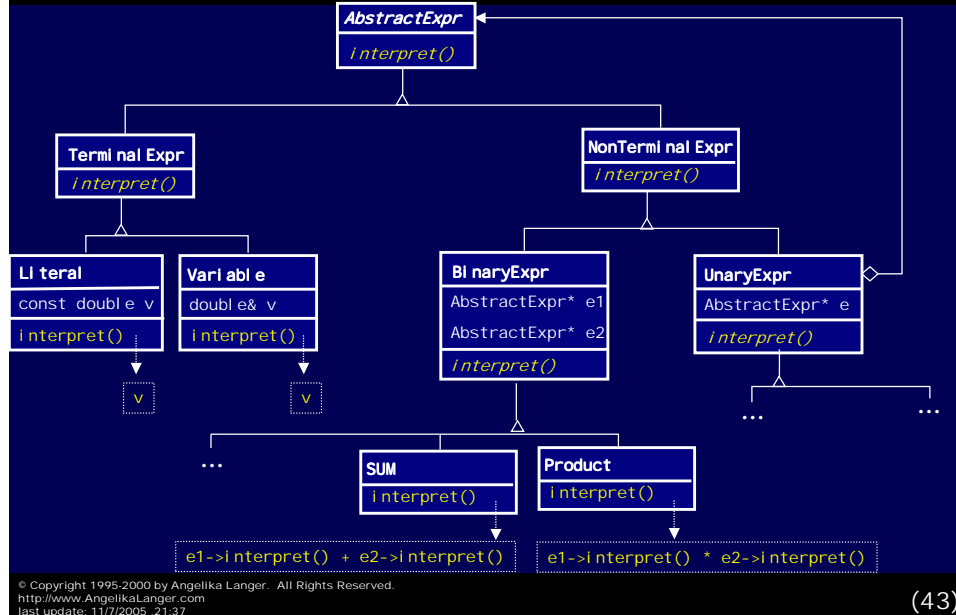 AbstractExpr
interpret()
TerminalExpr
interpret()
NonTerminalExpr
interpret()
Literal
const double v
interpret()
Variable
double& v
interpret()
BinaryExpr
AbstractExpr* e1
AbstractExpr* e2
interpret()
UnaryExpr
AbstractExpr* e
interpret()
v
v
...
...
...
SUM
interpret()
Product
interpret()
e1->interpret() + e2->interpret()
e1->interpret() * e2->interpret()
© Copyright 1995-2000 by Angelika Langer. All Rights Reserved.
http://www.AngelikaLanger.com
last update: 11/7/2005 ,21:37
(43)